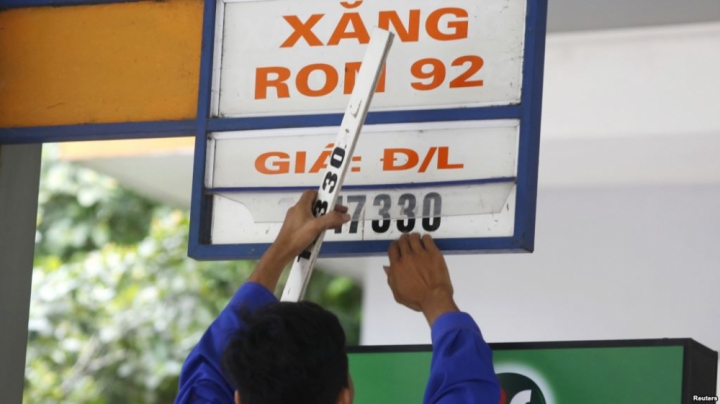 XĂNG
RON 92
GIÁ: Đ/L
17330
330
Reuters